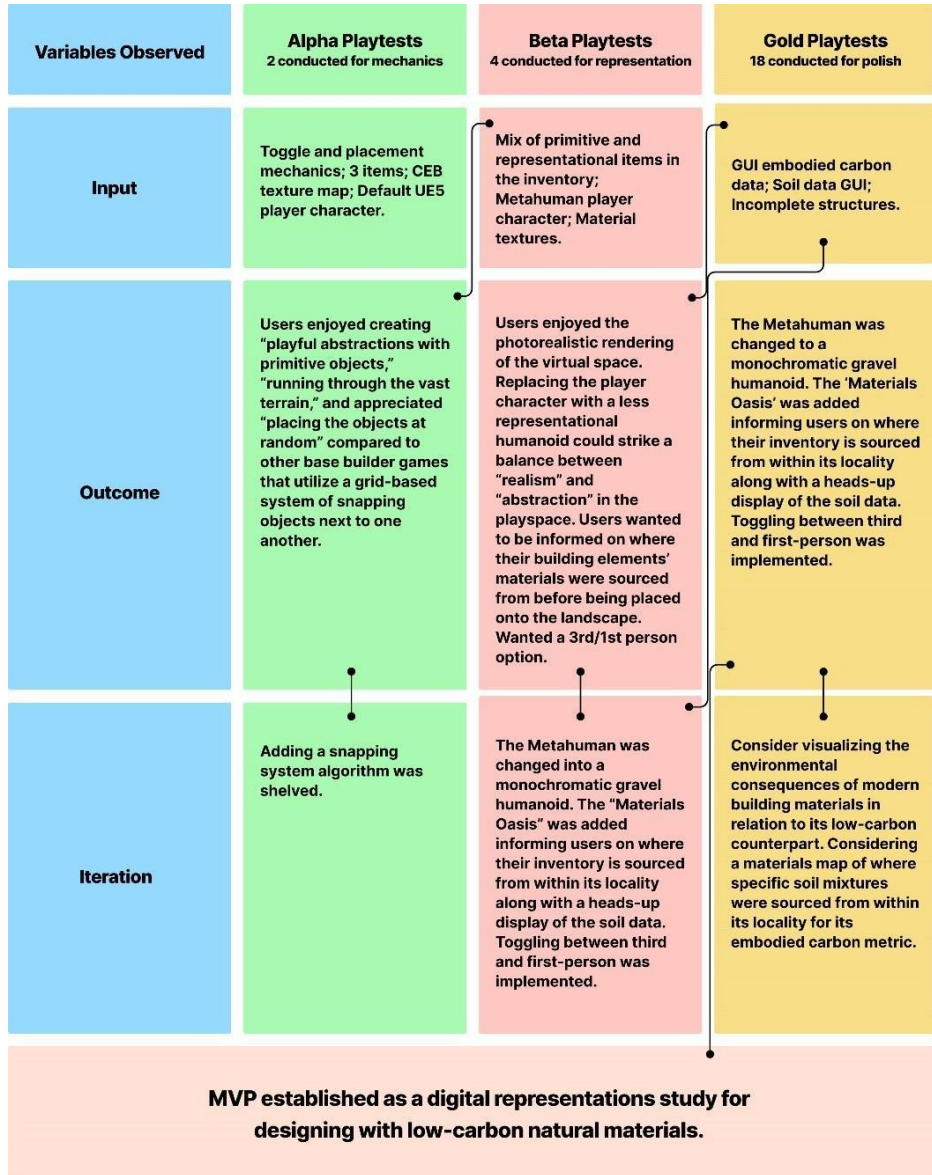 Variables Observed
Alpha Playtests
2 conducted for mechanics
Beta Playtests
4 conducted for representation
Gold Playtests
18 conducted for polish
Input
Toggle and placement
mechanics; 3 items; CEB
texture map; Default UE5
player character.
Mix of primitive and
representational items in
the inventory;
Metahuman player
character; Material
textures.
GUI embodied carbon
data; Soil data GUI;
Incomplete structures.
Outcome
Users enjoyed creating
“playful abstractions with
primitive objects,”
“running through the vast
terrain,” and appreciated
“placing the objects at
random” compared to
other base builder games
that utilize a grid-based
system of snapping
objects next to one
another.
Users enjoyed the
photorealistic rendering
of the virtual space.
Replacing the player
character with a less
representational
humanoid could strike a
balance between
“realism” and
“abstraction” in the
playspace. Users wanted
to be informed on where
their building elements’
materials were sourced
from before being placed
onto the landscape.
Wanted a 3rd/1st person
option.
The Metahuman was
changed to a
monochromatic gravel
humanoid. The ‘Materials
Oasis’ was added
informing users on where
their inventory is sourced
from within its locality
along with a heads-up
display of the soil data.
Toggling between third
and first-person was
implemented.
Iteration
Adding a snapping
system algorithm was
shelved.
The Metahuman was
changed into a
monochromatic gravel
humanoid. The “Materials
Oasis” was added
informing users on where
their inventory is sourced
from within its locality
along with a heads-up
display of the soil data.
Toggling between third
and first-person was
implemented.
Consider visualizing the
environmental
consequences of modern
building materials in
relation to its low-carbon
counterpart. Considering
a materials map of where
specific soil mixtures
were sourced from within
its locality for its
embodied carbon metric.
MVP established as a digital representations study for
designing with low-carbon natural materials.